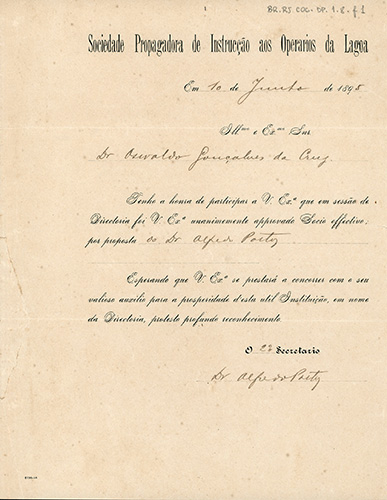 BR.RJ.COC.OP.1.8.f.1
Sociedade Propagadora de Instrucção aos Operarios da Lagoa
Em 10 de Junho de 1895
Illmo e Exmo Snr
Dr Oswaldo Gonçalves da Cruz
Tenho a honra de participar a V. Exa que em sessão de
Directoria foi V. Exa unanimemente approvado Socio effectivo,
por proposta do Dr Alfredo Porto
Esperando que V. Exa se prestará a concorrer com o seu
valioso auxilio para a prosperidade d'esta util Instituição, em nome
da Directoria, protesto profundo reconhecimento.
O 2º Secretario
Dr Alfredo Porto